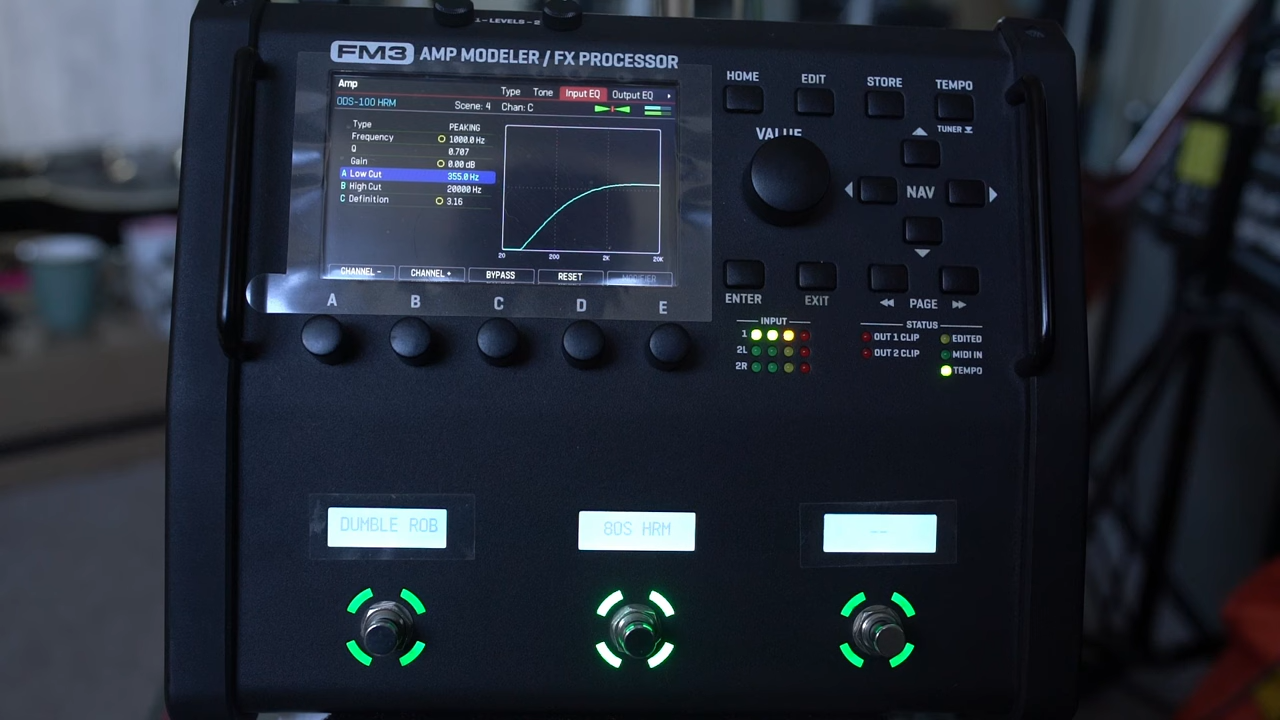 1 - LEVELS - 2
FM3 AMP MODELER / FX PROCESSOR
Amp
Type Tone Input EQ Output EQ
ODS-100 HRM Scene: 4 Chan: C
Type PEAKING
Frequency 1000.0 Hz
Q 0.707
Gain 0.00 dB
A Low Cut 355.0 Hz
B High Cut 20000 Hz
C Definition 3.16
20 200 2K 20K
CHANNEL - CHANNEL + BYPASS RESET MODIFIER
A B C D E
HOME EDIT STORE TEMPO
TUNER
VALUE
NAV
ENTER EXIT PAGE
INPUT
1
2L
2R
STATUS
OUT 1 CLIP EDITED
OUT 2 CLIP MIDI IN
TEMPO
DUMBLE ROB 80S HRM --